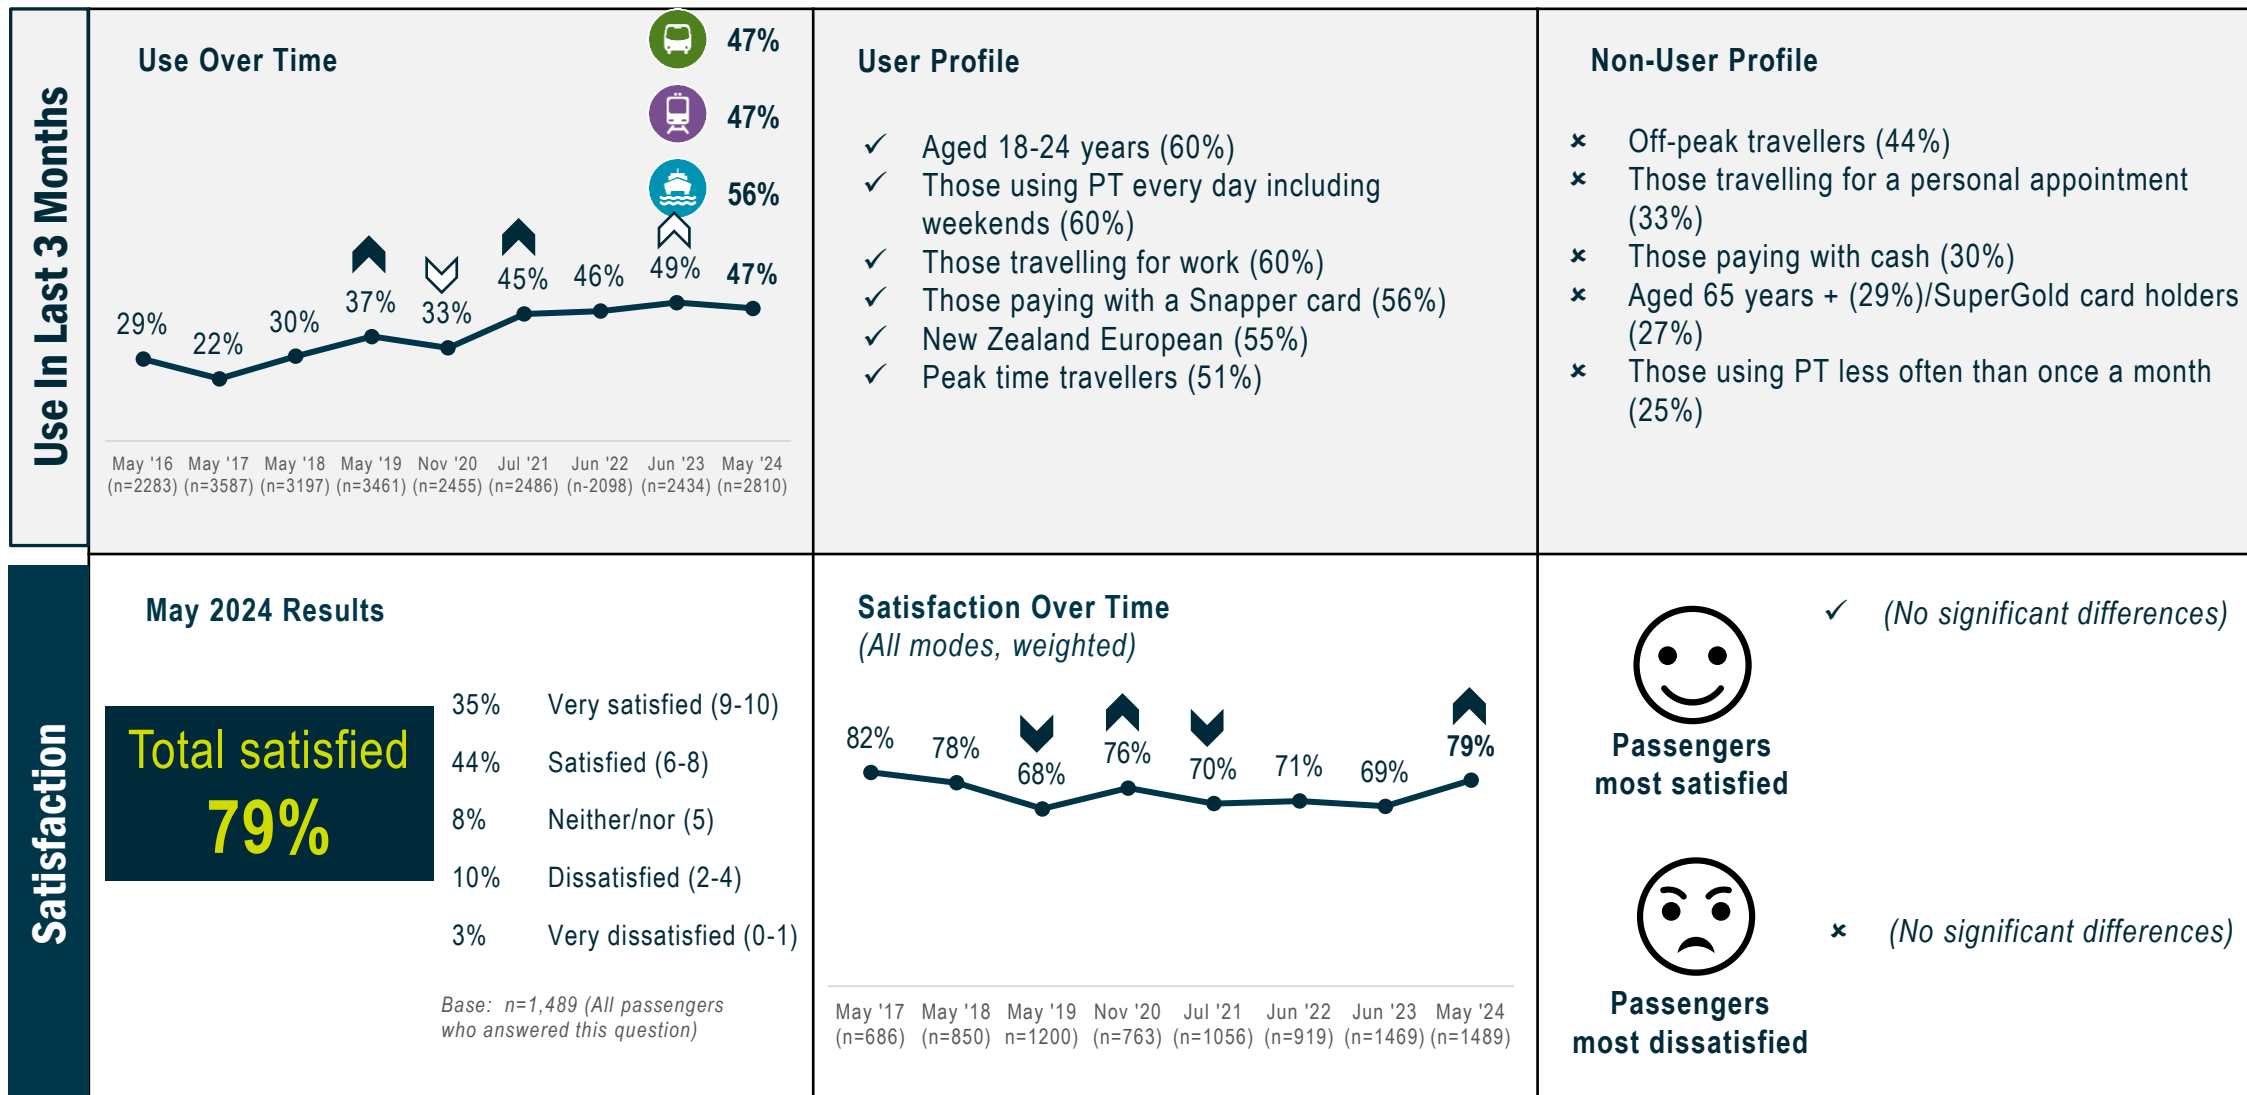 Use In Last 3 Months
Use Over Time
47%
47%
56%
29%
22%
30%
37%
33%
45%
46%
49%
47%
May '16
(n=2283)
May '17
(n=3587)
May '18
(n=3197)
May '19
(n=3461)
Nov '20
(n=2455)
Jul '21
(n=2486)
Jun '22
(n-2098)
Jun '23
(n=2434)
May '24
(n=2810)
User Profile
✓ Aged 18-24 years (60%)
✓ Those using PT every day including
weekends (60%)
✓ Those travelling for work (60%)
✓ Those paying with a Snapper card (56%)
✓ New Zealand European (55%)
✓ Peak time travellers (51%)
Non-User Profile
× Off-peak travellers (44%)
× Those travelling for a personal appointment
(33%)
× Those paying with cash (30%)
× Aged 65 years + (29%)/SuperGold card holders
(27%)
× Those using PT less often than once a month
(25%)
Satisfaction
May 2024 Results
Total satisfied
79%
35% Very satisfied (9-10)
44% Satisfied (6-8)
8% Neither/nor (5)
10% Dissatisfied (2-4)
3% Very dissatisfied (0-1)
Base: n=1,489 (All passengers
who answered this question)
Satisfaction Over Time
(All modes, weighted)
82%
78%
68%
76%
70%
71%
69%
79%
May '17
(n=686)
May '18
(n=850)
May '19
n=1200)
Nov '20
(n=763)
Jul '21
(n=1056)
Jun '22
(n=919)
Jun '23
(n=1469)
May '24
(n=1489)
✓ (No significant differences)
Passengers
most satisfied
× (No significant differences)
Passengers
most dissatisfied